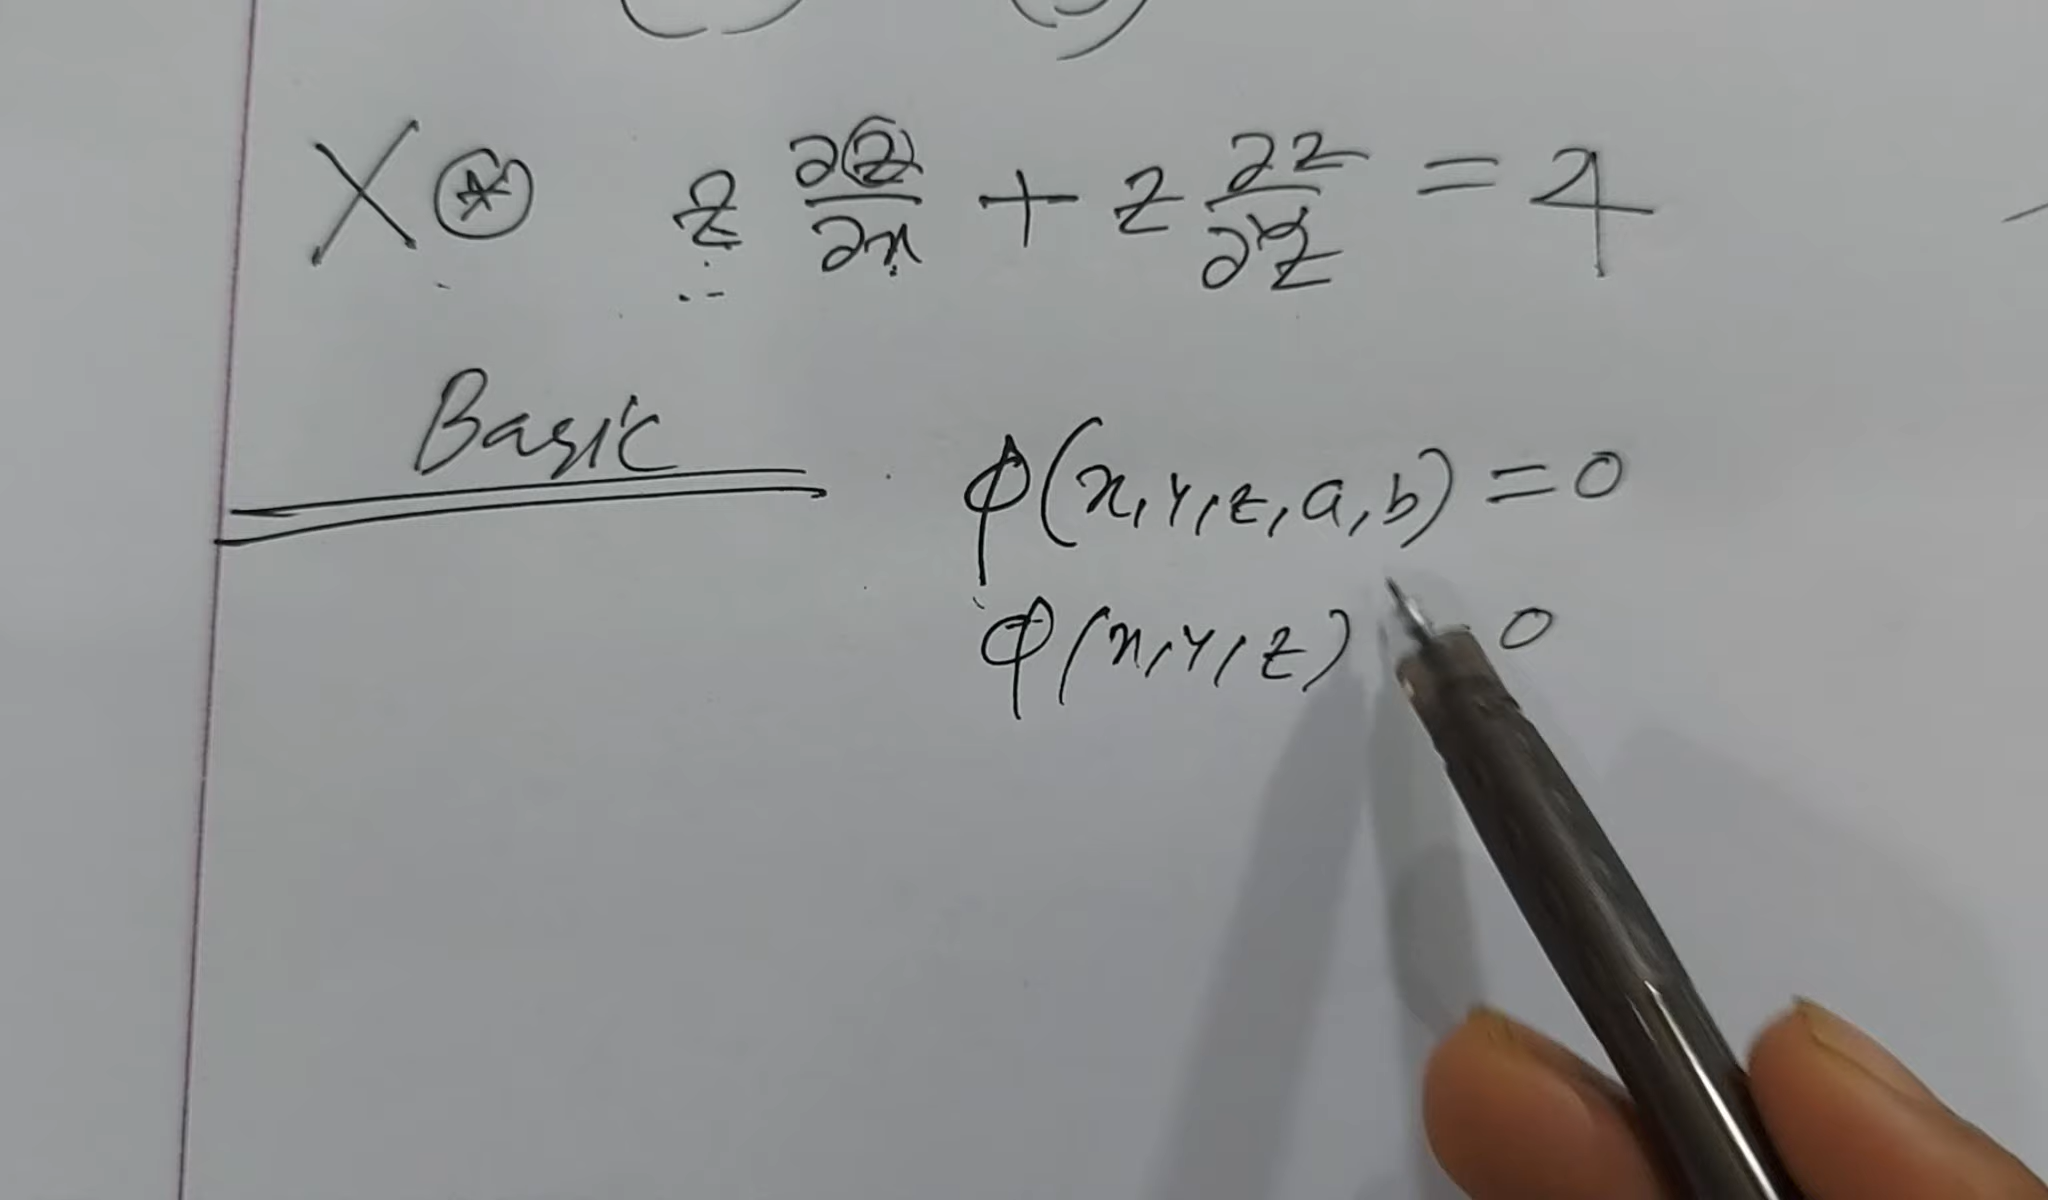 X ⊛ z ∂z/∂x + z ∂z/∂z = 4
Basic
φ(x, y, z, a, b) = 0
φ(x, y, z) = 0